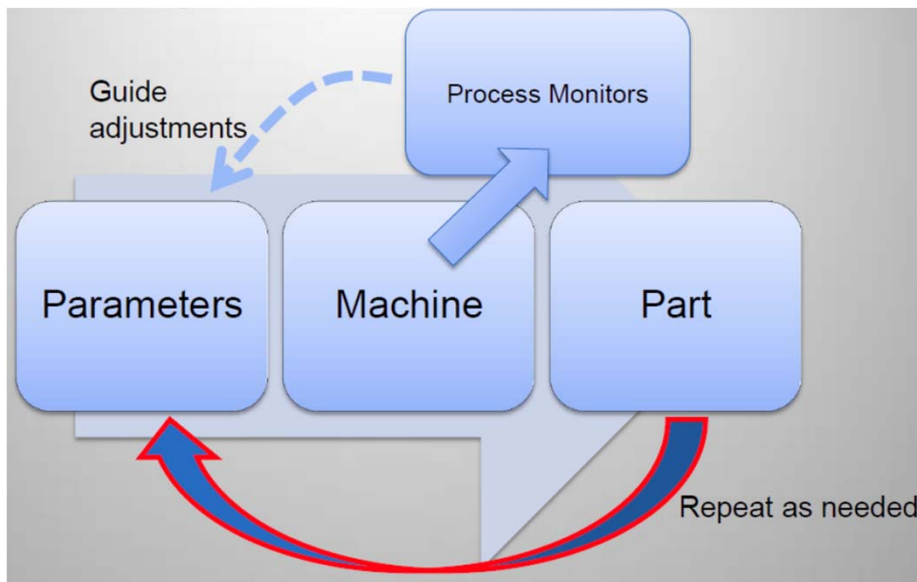 Process Monitors
Guide
adjustments
Parameters
Machine
Part
Repeat as needed